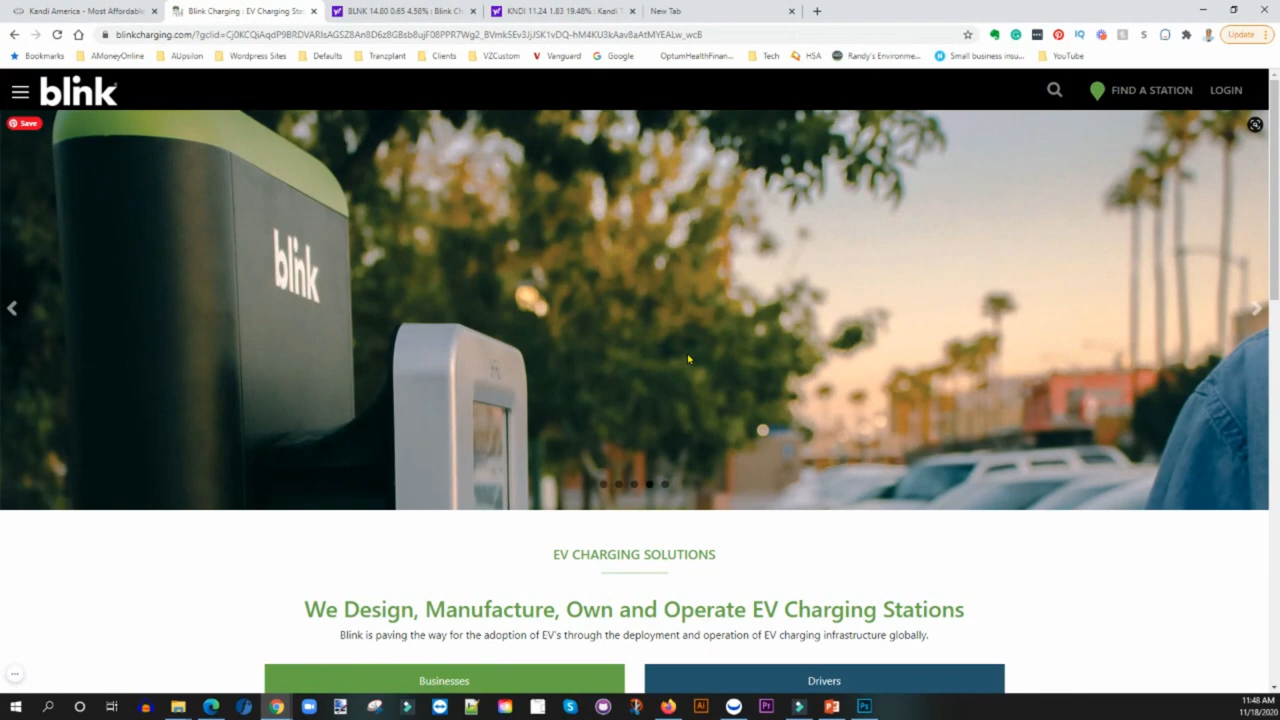 Kandi America - Most Affordable
Blink Charging : EV Charging Sta
BLNK 14.80 0.65 4.58% : Blink Ch
KNDI 11.24 1.83 19.48% : Kandi T
New Tab
Update
Bookmarks
AMoneyOnline
AUpsilon
Wordpress Sites
Defaults
Tranzplant
Clients
VZCustom
Vanguard
Google
OptumHealthFinan...
Tech
HSA
Randy's Environme...
Small business insu...
YouTube
blink
FIND A STATION
LOGIN
Save
blink
EV CHARGING SOLUTIONS
We Design, Manufacture, Own and Operate EV Charging Stations
Blink is paving the way for the adoption of EV's through the deployment and operation of EV charging infrastructure globally.
Businesses
Drivers
11:48 AM
11/18/2020